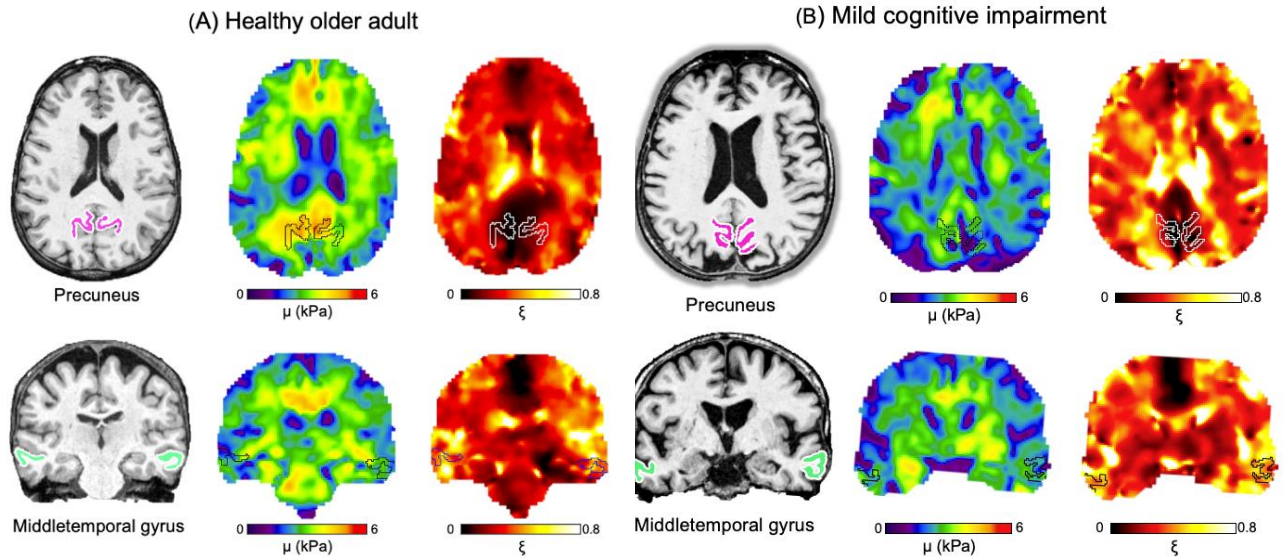 (A) Healthy older adult
(B) Mild cognitive impairment
Precuneus
0 6
μ (kPa)
0 0.8
ξ
Precuneus
0 6
μ (kPa)
0 0.8
ξ
Middletemporal gyrus
0 6
μ (kPa)
0 0.8
ξ
Middletemporal gyrus
0 6
μ (kPa)
0 0.8
ξ